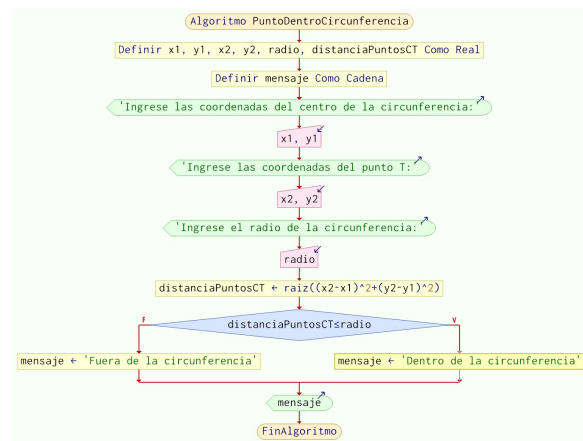 Algoritmo PuntoDentroCircunferencia
Definir x1, y1, x2, y2, radio, distanciaPuntosCT Como Real
Definir mensaje Como Cadena
'Ingrese las coordenadas del centro de la circunferencia:
x1, y1
'Ingrese las coordenadas del punto T:
x2, y2
'Ingrese el radio de la circunferencia:
radio
distanciaPuntosCT ← raiz((x2-x1)^2+(y2-y1)^2)
F
V
distanciaPuntosCT≤radio
mensaje ← 'Fuera de la circunferencia'
mensaje ← 'Dentro de la circunferencia'
mensaje
FinAlgoritmo